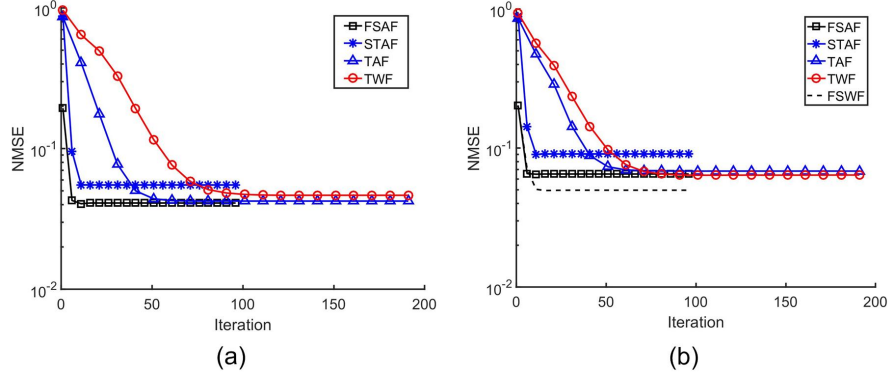 10^0
10^-1
10^-2
NMSE
0
50
100
150
200
Iteration
FSAF
STAF
TAF
TWF
(a)
10^0
10^-1
10^-2
NMSE
0
50
100
150
200
Iteration
FSAF
STAF
TAF
TWF
FSWF
(b)